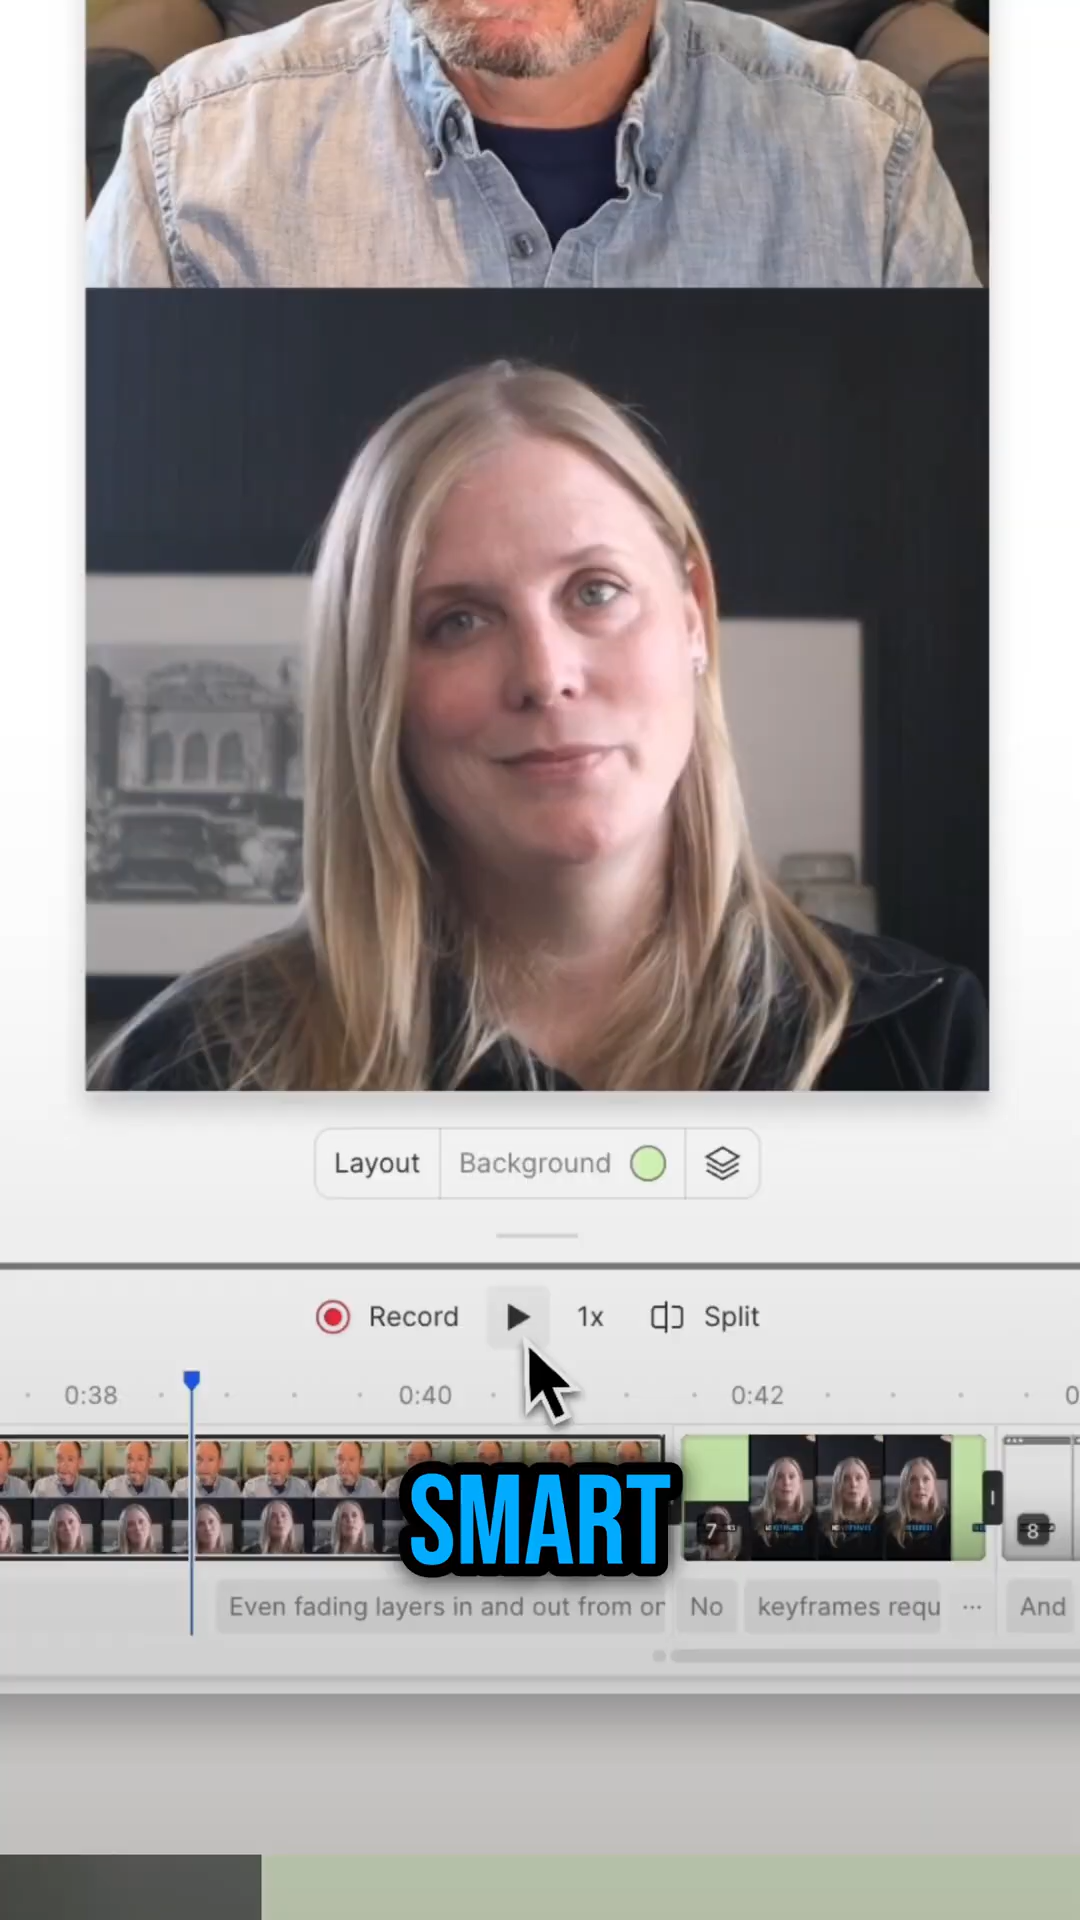 Layout
Background
Record
1x
Split
0:38
0:40
0:42
SMART
7
8
Even fading layers in and out from or
No
keyframes requ
...
And